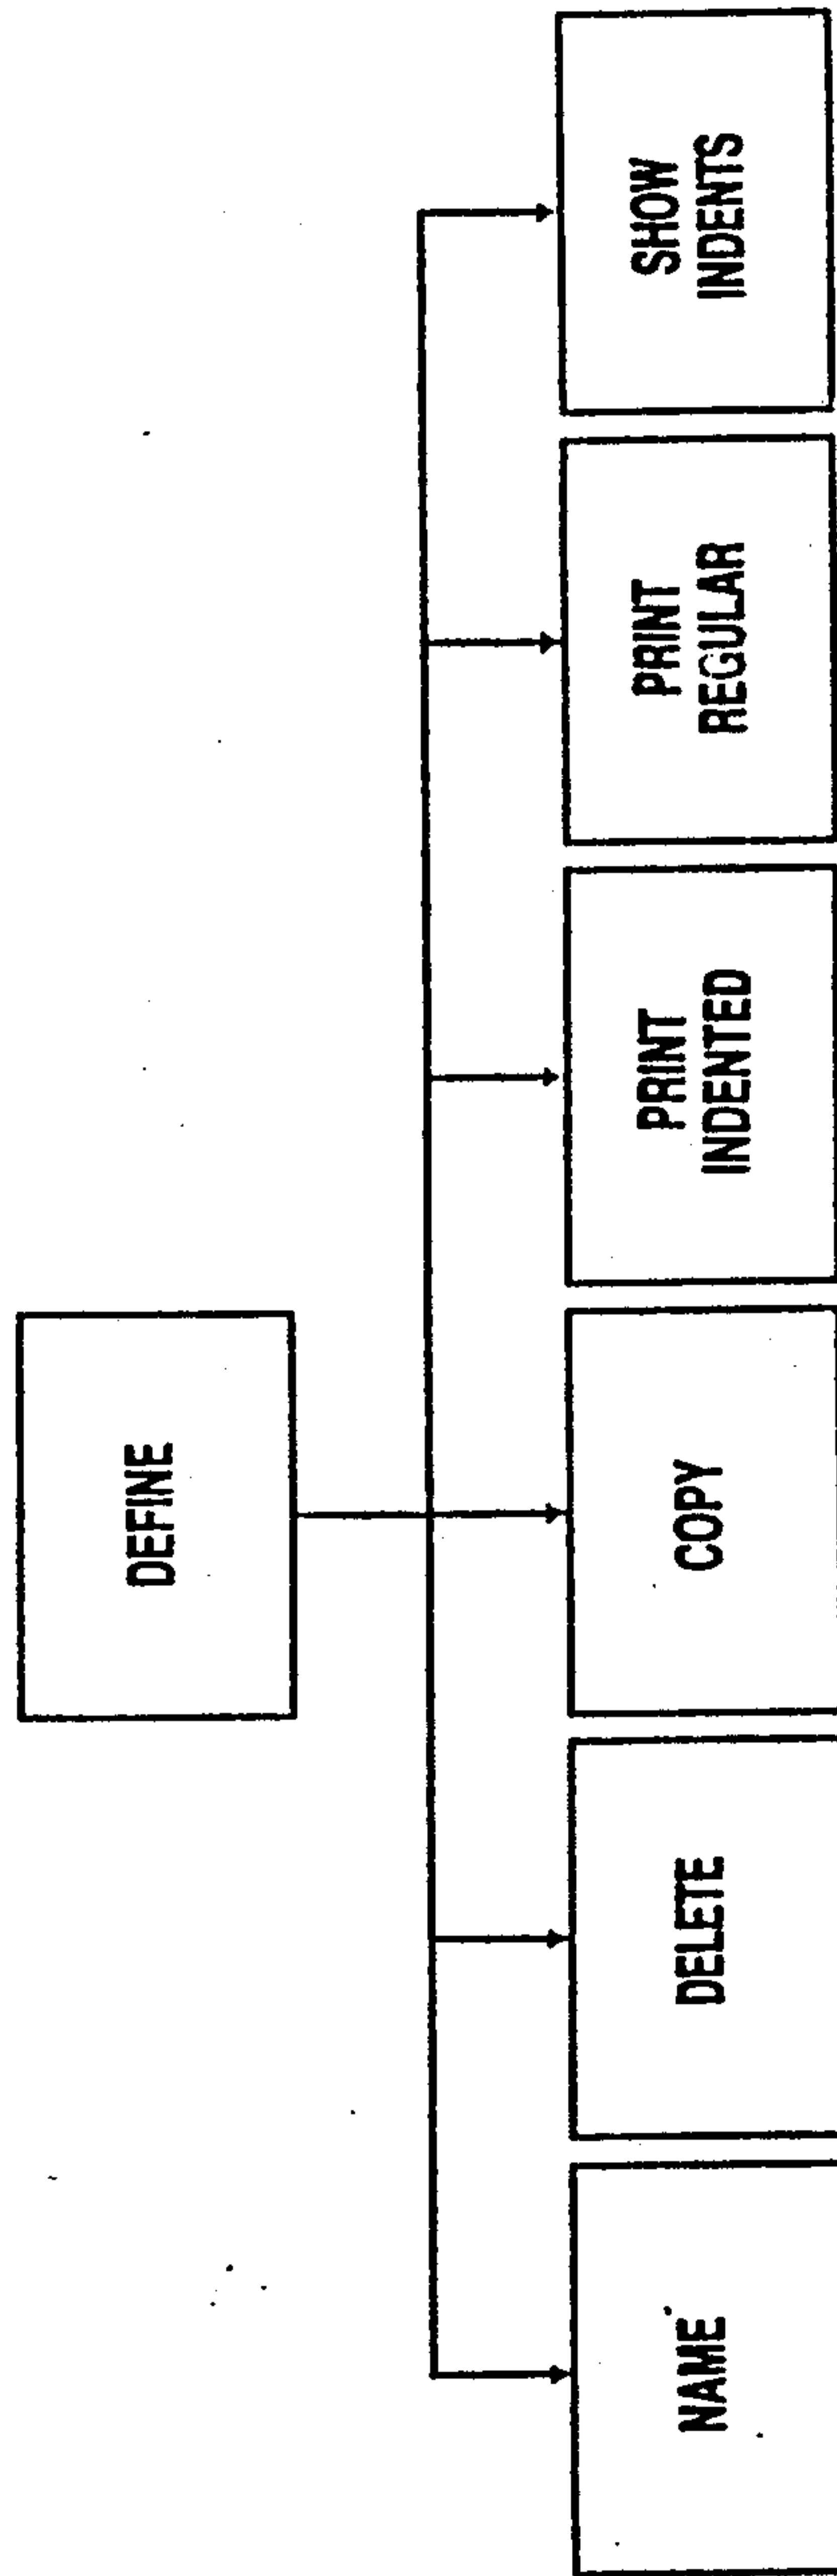 DEFINE
NAME
DELETE
COPY
PRINT
INDENTED
PRINT
REGULAR
SHOW
INDENTS